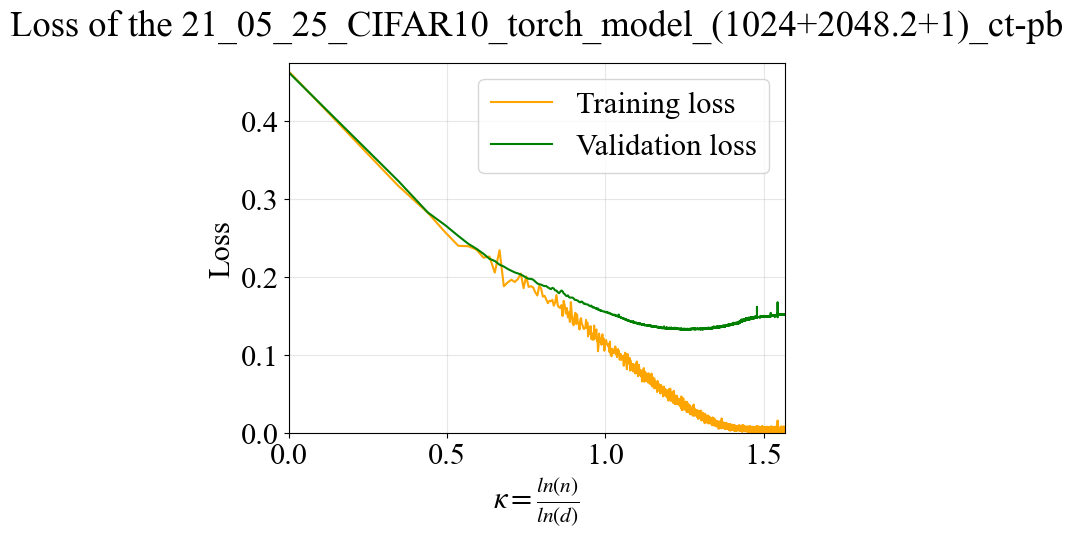 Loss of the 21_05_25_CIFAR10_torch_model_(1024+2048.2+1)_ct-pb
Training loss
Validation loss
Loss
0.4
0.3
0.2
0.1
0.0
0.0 0.5 1.0 1.5
κ = ln(n)/ln(d)